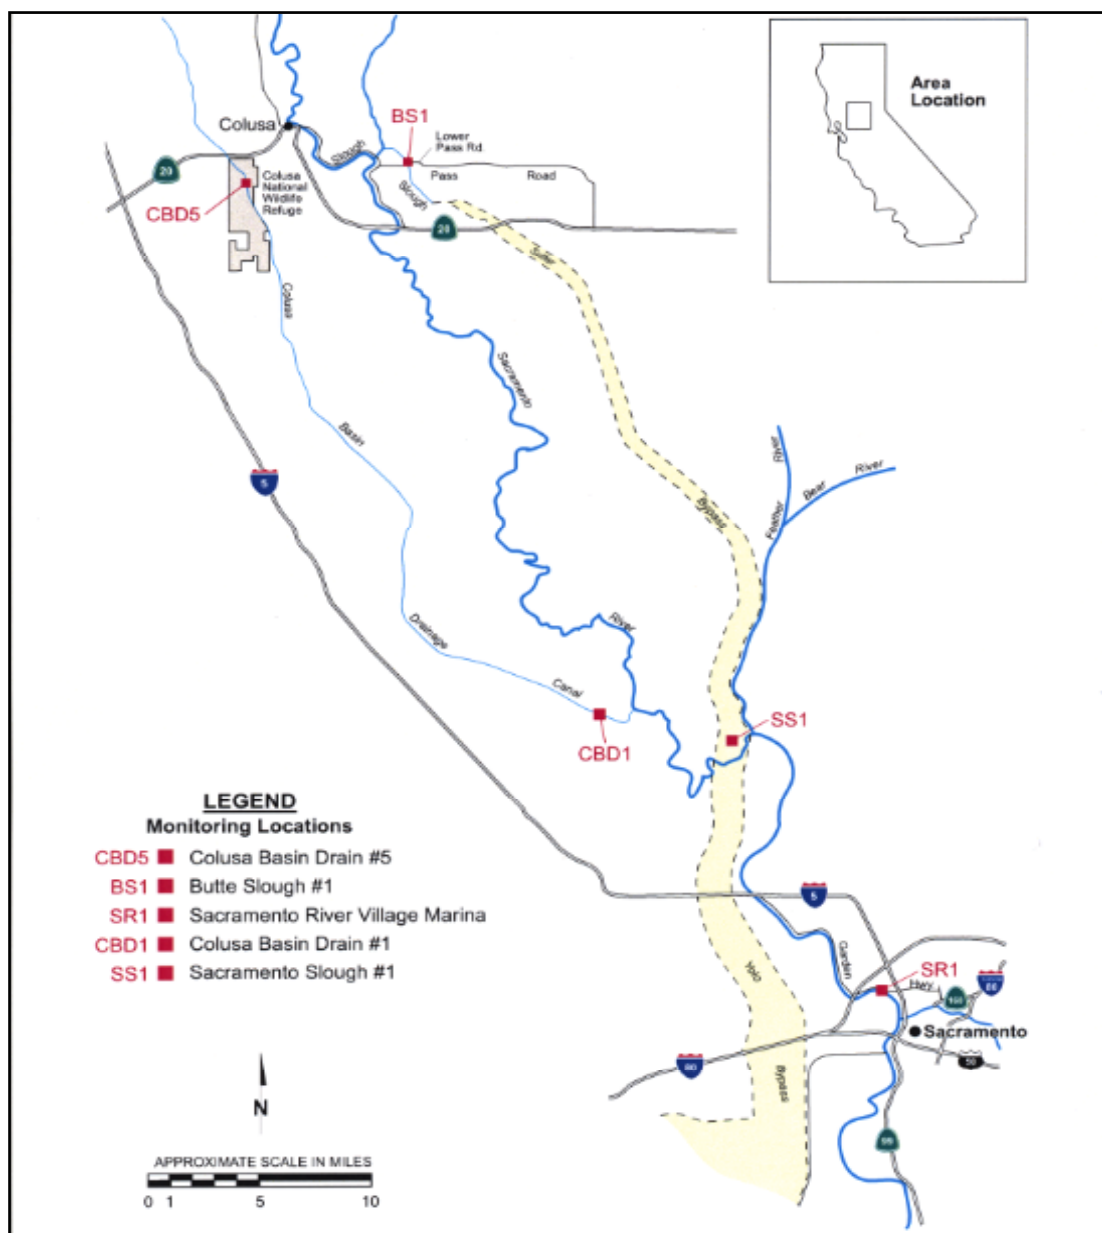 BS1
Colusa
Slough
Lower
Pass Rd
Pass
Road
20
Colusa
National
Wildlife
Refuge
CBD5
Slough
20
Sutter
Area
Location
Colusa
Sacramento
Basin
5
River
Bear
River
Feather
Bypass
Drainage
River
Canal
CBD1
SS1
LEGEND
Monitoring Locations
CBD5 Colusa Basin Drain #5
BS1 Butte Slough #1
SR1 Sacramento River Village Marina
CBD1 Colusa Basin Drain #1
SS1 Sacramento Slough #1
5
Garden
SR1
Hwy
160
80
Yolo
Sacramento
80
50
Bypass
99
N
APPROXIMATE SCALE IN MILES
0 1 5 10